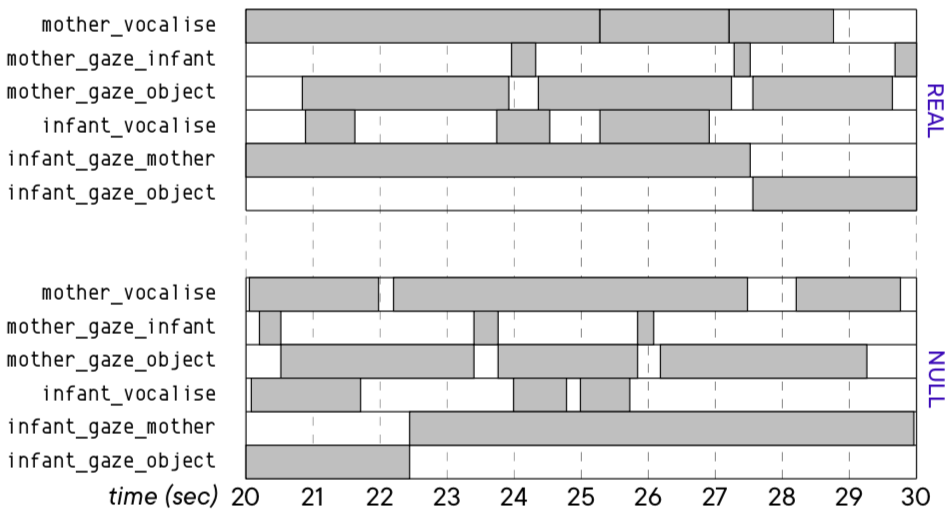 mother_vocalise
mother_gaze_infant
mother_gaze_object
infant_vocalise
infant_gaze_mother
infant_gaze_object
REAL
mother_vocalise
mother_gaze_infant
mother_gaze_object
infant_vocalise
infant_gaze_mother
infant_gaze_object
NULL
time (sec) 20 21 22 23 24 25 26 27 28 29 30